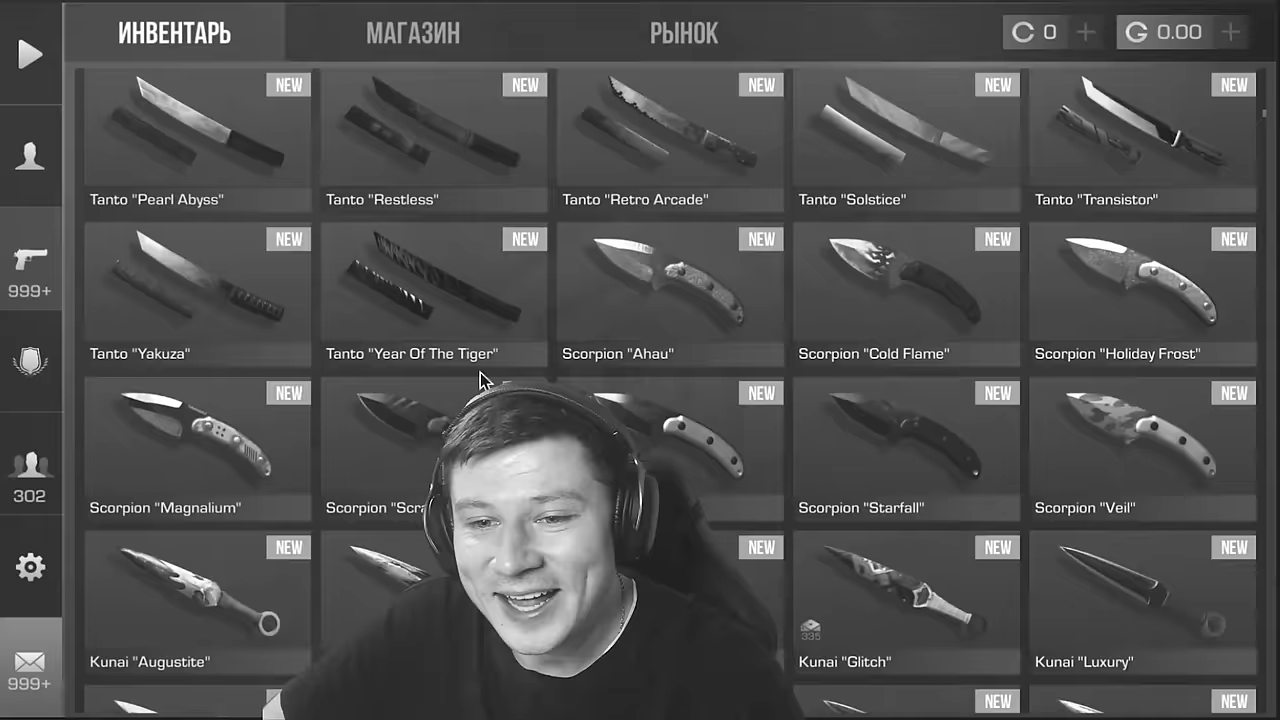 ИНВЕНТАРЬ МАГАЗИН РЫНОК C 0 + G 0.00 +
NEW NEW NEW NEW NEW
Tanto "Pearl Abyss" Tanto "Restless" Tanto "Retro Arcade" Tanto "Solstice" Tanto "Transistor"
NEW NEW NEW NEW NEW
999+
Tanto "Yakuza" Tanto "Year Of The Tiger" Scorpion "Ahau" Scorpion "Cold Flame" Scorpion "Holiday Frost"
NEW NEW NEW
302
Scorpion "Magnalium" Scorpion "Scra Scorpion "Starfall" Scorpion "Veil"
NEW NEW NEW NEW
335
Kunai "Augustite" Kunai "Glitch" Kunai "Luxury"
999+
NEW NEW